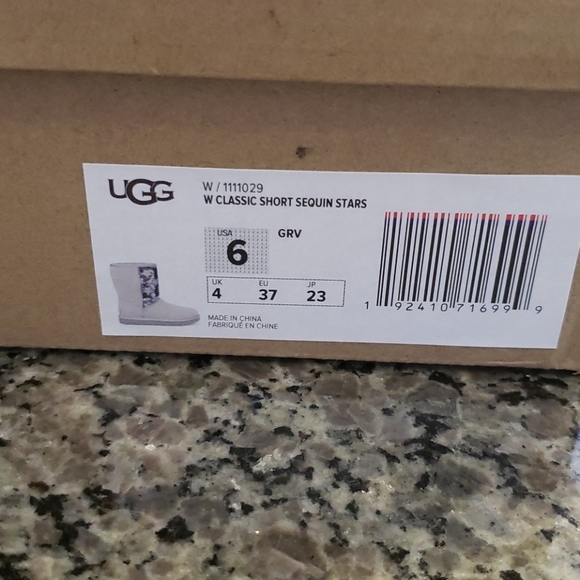 UGG
W / 1111029
W CLASSIC SHORT SEQUIN STARS
USA
6
GRV
UK EU JP
4 37 23
MADE IN CHINA
FABRIQUÉ EN CHINE
1 92410 71699 9